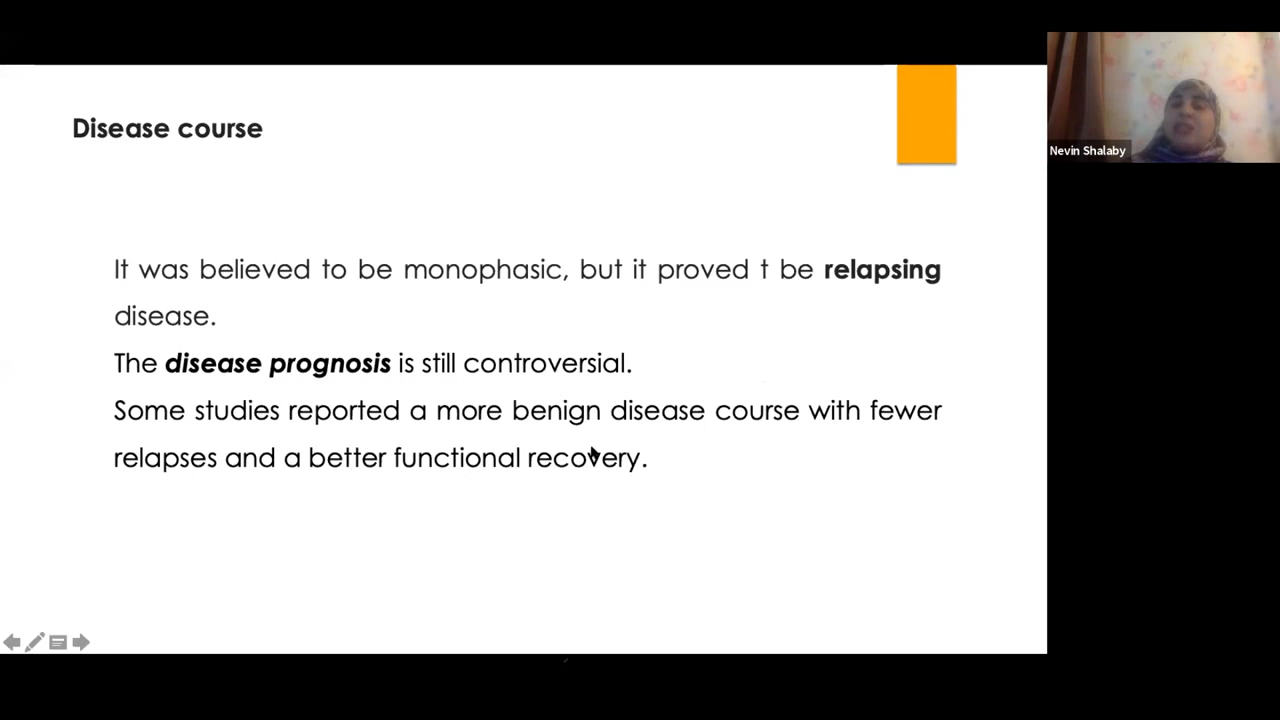 Disease course
Nevin Shalaby
It was believed to be monophasic, but it proved t be relapsing
disease.
The disease prognosis is still controversial.
Some studies reported a more benign disease course with fewer
relapses and a better functional recovery.